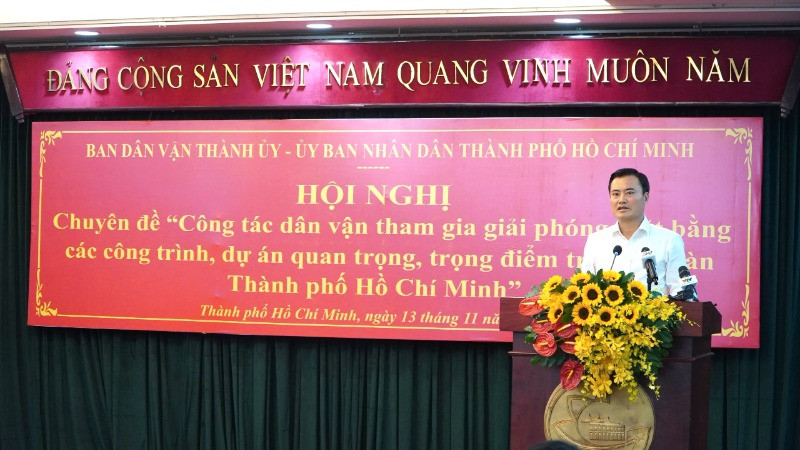 ĐẢNG CỘNG SẢN VIỆT NAM QUANG VINH MUÔN NĂM
BAN DÂN VẬN THÀNH ỦY - ỦY BAN NHÂN DÂN THÀNH PHỐ HỒ CHÍ MINH
HỘI NGHỊ
Chuyên đề “Công tác dân vận tham gia giải phóng bằng
các công trình, dự án quan trọng, trọng điểm
Thành phố Hồ Chí Minh”
Thành phố Hồ Chí Minh, ngày 13 tháng 11 năm